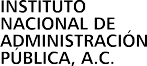 INSTITUTO
NACIONAL DE
ADMINISTRACIÓN
PÚBLICA, A.C.